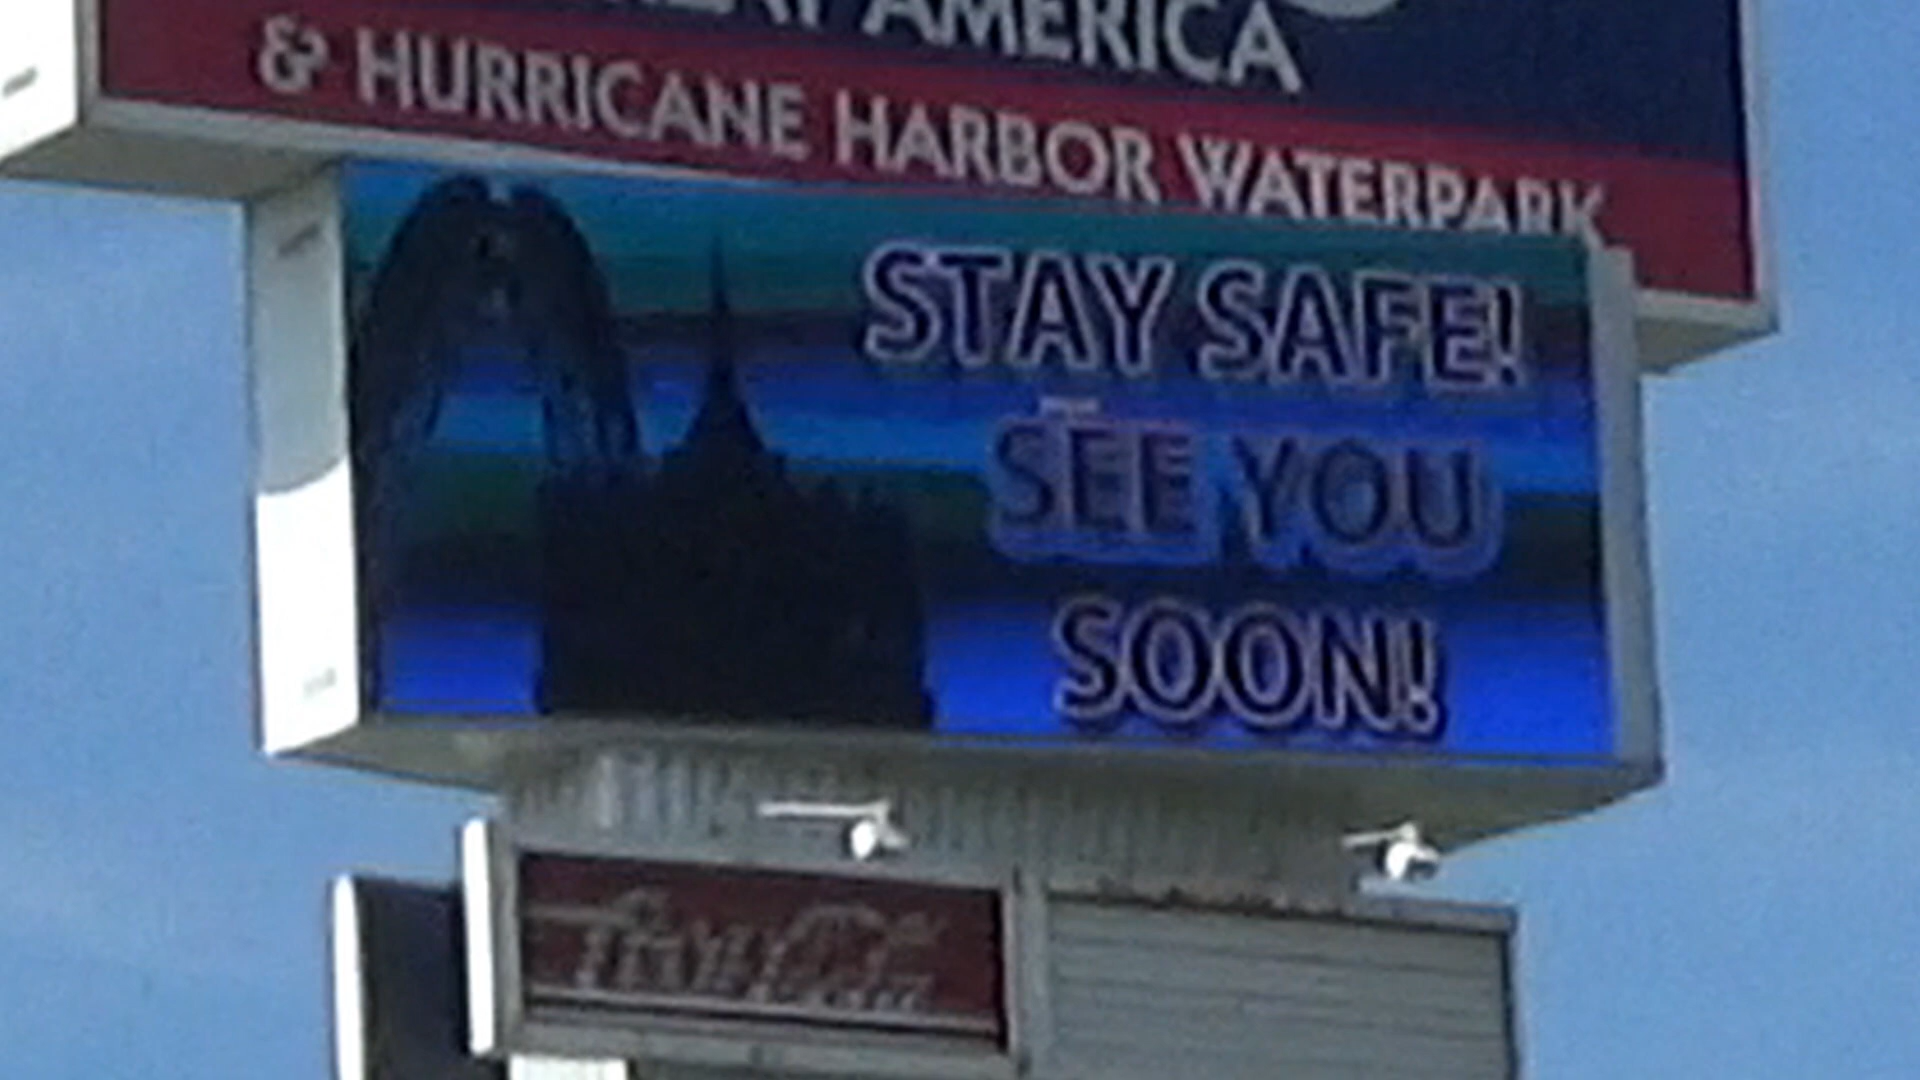 AMERICA
& HURRICANE HARBOR WATERPARK
STAY SAFE!
SEE YOU
SOON!